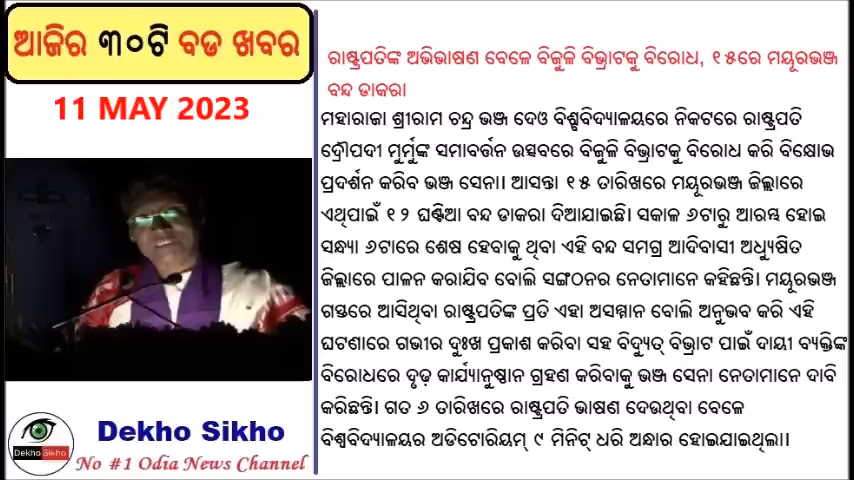 ଆଜିର ୩୦ଟି ବଡ ଖବର
11 MAY 2023
ରାଷ୍ଟ୍ରପତିଙ୍କ ଅଭିଭାଷଣ ବେଳେ ବିଜୁଳି ବିଭ୍ରାଟକୁ ବିରୋଧ, ୧୫ରେ ମୟୂରଭଞ୍ଜ
ବନ୍ଦ ଡାକରା
ମହାରାଜା ଶ୍ରୀରାମ ଚନ୍ଦ୍ର ଭଞ୍ଜ ଦେଓ ବିଶ୍ବବିଦ୍ୟାଳୟରେ ନିକଟରେ ରାଷ୍ଟ୍ରପତି
ଦ୍ରୌପଦୀ ମୁର୍ମୁଙ୍କ ସମାବର୍ତ୍ତନ ଉତ୍ସବରେ ବିଜୁଳି ବିଭ୍ରାଟକୁ ବିରୋଧ କରି ବିକ୍ଷୋଭ
ପ୍ରଦର୍ଶନ କରିବ ଭଞ୍ଜ ସେନା। ଆସନ୍ତା ୧୫ ତାରିଖରେ ମୟୂରଭଞ୍ଜ ଜିଲ୍ଲାରେ
ଏଥିପାଇଁ ୧୨ ଘଣ୍ଟିଆ ବନ୍ଦ ଡାକରା ଦିଆଯାଇଛି। ସକାଳ ୬ଟାରୁ ଆରମ୍ଭ ହୋଇ
ସନ୍ଧ୍ୟା ୬ଟାରେ ଶେଷ ହେବାକୁ ଥିବା ଏହି ବନ୍ଦ ସମଗ୍ର ଆଦିବାସୀ ଅଧ୍ୟୁଷିତ
ଜିଲ୍ଲାରେ ପାଳନ କରାଯିବ ବୋଲି ସଙ୍ଗଠନର ନେତାମାନେ କହିଛନ୍ତି। ମୟୂରଭଞ୍ଜ
ଗସ୍ତରେ ଆସିଥିବା ରାଷ୍ଟ୍ରପତିଙ୍କ ପ୍ରତି ଏହା ଅସମ୍ମାନ ବୋଲି ଅନୁଭବ କରି ଏହି
ଘଟଣାରେ ଗଭୀର ଦୁଃଖ ପ୍ରକାଶ କରିବା ସହ ବିଦ୍ୟୁତ୍ ବିଭ୍ରାଟ ପାଇଁ ଦାୟୀ ବ୍ୟକ୍ତିଙ୍କ
ବିରୋଧରେ ଦୃଢ଼ କାର୍ଯ୍ୟାନୁଷ୍ଠାନ ଗ୍ରହଣ କରିବାକୁ ଭଞ୍ଜ ସେନା ନେତାମାନେ ଦାବି
କରିଛନ୍ତି। ଗତ ୬ ତାରିଖରେ ରାଷ୍ଟ୍ରପତି ଭାଷଣ ଦେଉଥିବା ବେଳେ
ବିଶ୍ବବିଦ୍ୟାଳୟର ଅଡିଟୋରିୟମ୍ ୯ ମିନିଟ୍ ଧରି ଅନ୍ଧାର ହୋଇଯାଇଥିଲା।
Dekho Sikho
Dekho Sikho
No #1 Odia News Channel